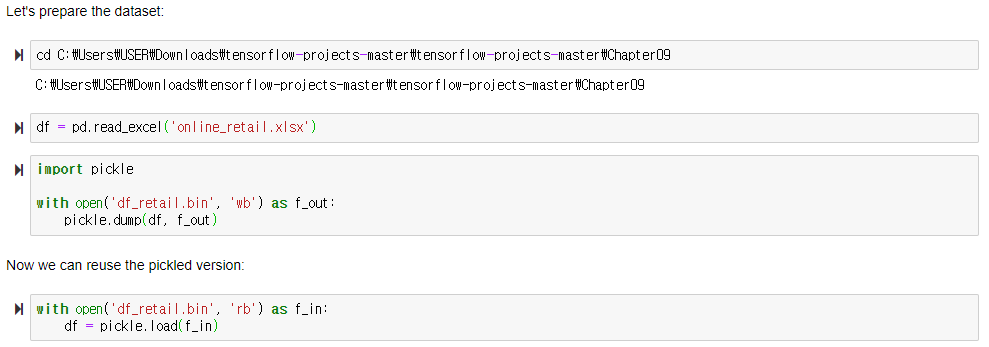 Let's prepare the dataset:
cd C:₩Users₩USER₩Downloads₩tensorflow-projects-master₩tensorflow-projects-master₩Chapter09
C:₩Users₩USER₩Downloads₩tensorflow-projects-master₩tensorflow-projects-master₩Chapter09
df = pd.read_excel('online_retail.xlsx')
import pickle
with open('df_retail.bin', 'wb') as f_out:
    pickle.dump(df, f_out)
Now we can reuse the pickled version:
with open('df_retail.bin', 'rb') as f_in:
    df = pickle.load(f_in)